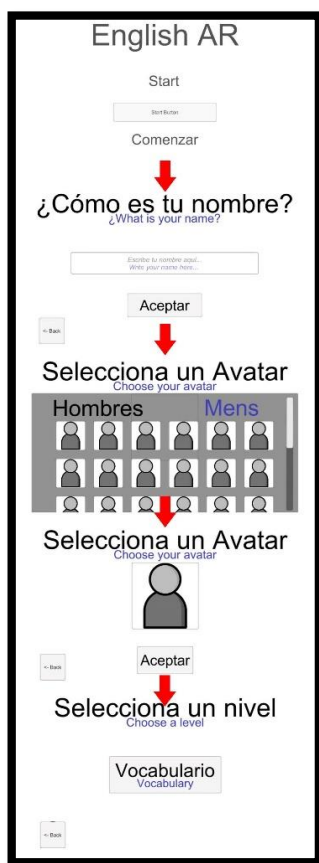 English AR
Start
Start Button
Comenzar
¿Cómo es tu nombre?
¿What is your name?
Escribe tu nombre aquí...
Write your name here...
Aceptar
<- Back
Selecciona un Avatar
Choose your avatar
Hombres Mens
Selecciona un Avatar
Choose your avatar
Aceptar
<- Back
Selecciona un nivel
Choose a level
Vocabulario
Vocabulary
<- Back